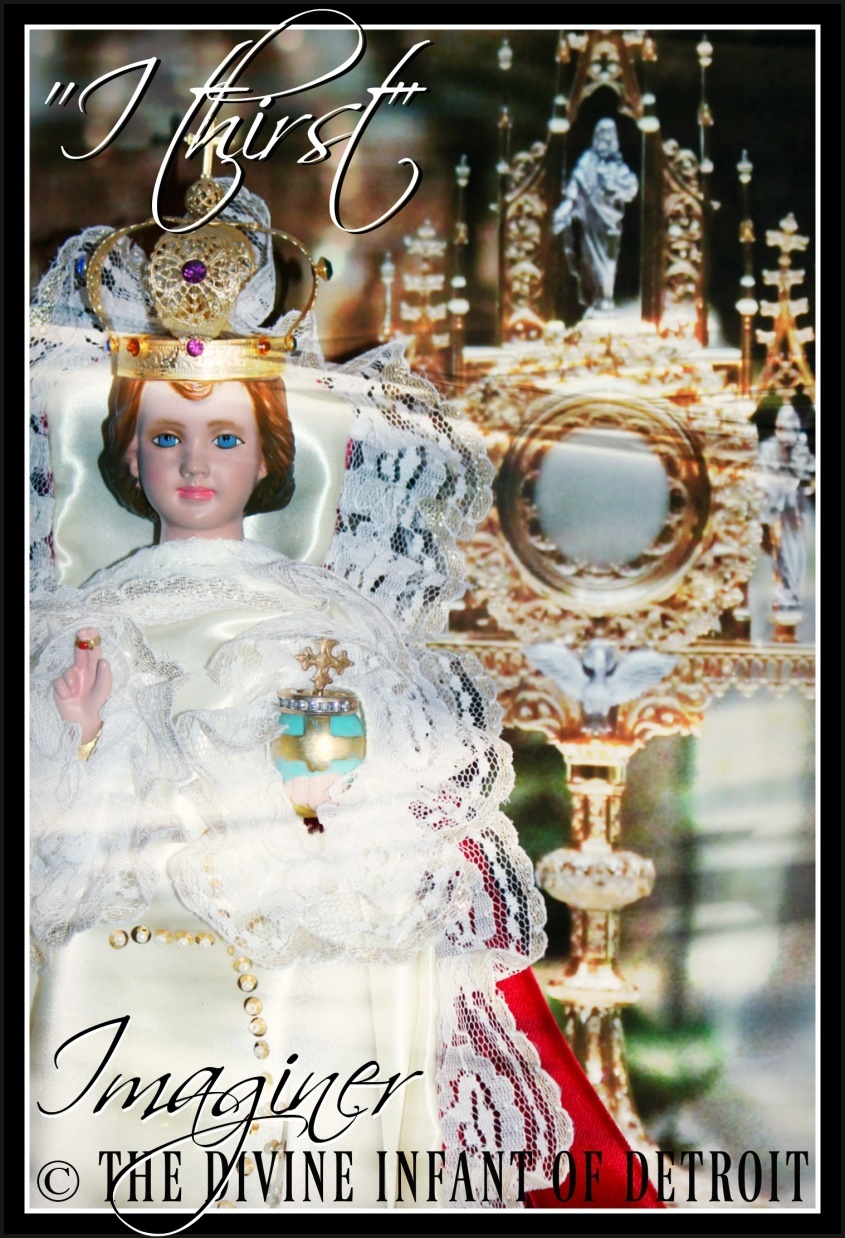 "I thirst"
Imaginer
© THE DIVINE INFANT OF DETROIT